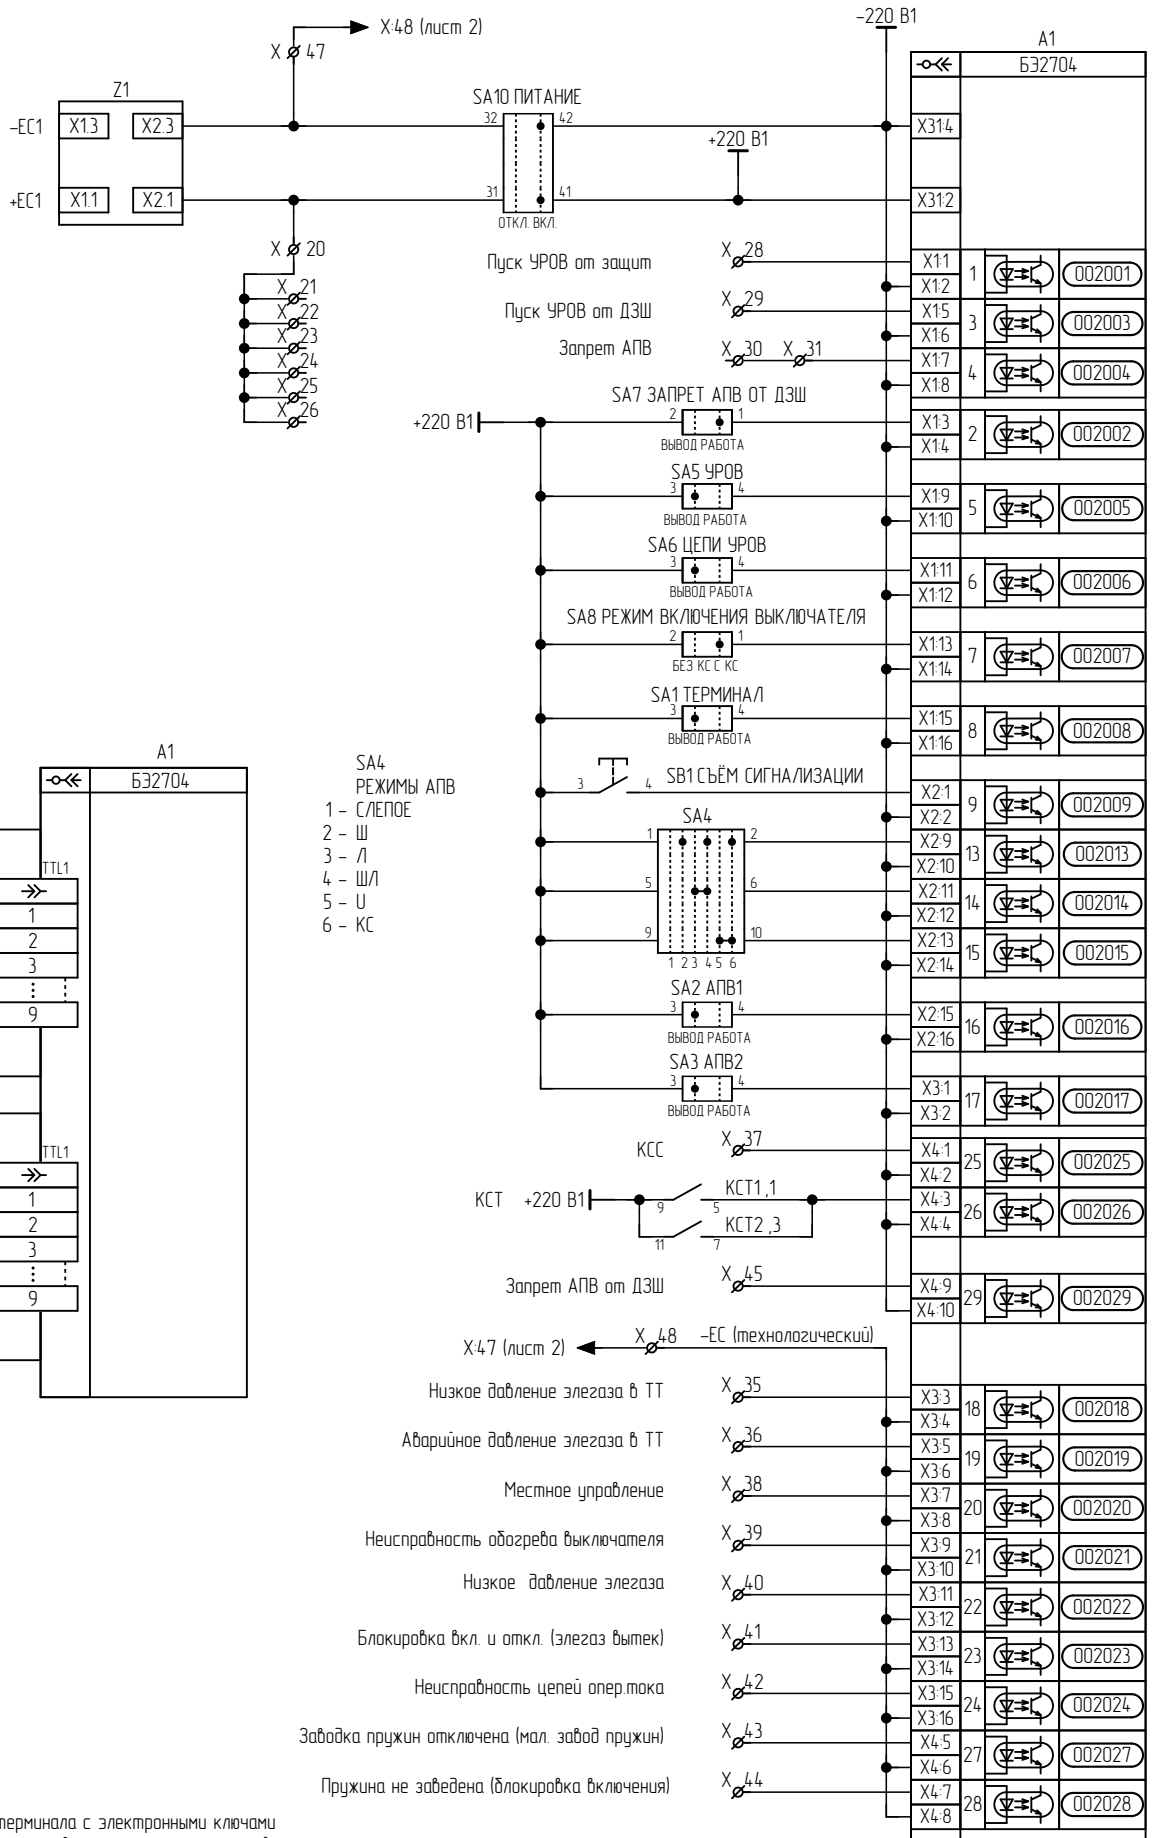 X:48 (лист 2)
X 47
-220 В1
A1
БЭ2704
Z1
-EC1 X1.3 X2.3
+EC1 X1.1 X2.1
SA10 ПИТАНИЕ
32 42
31 41
ОТКЛ. ВКЛ.
+220 В1
X31:4
X31:2
X 20
X 21
X 22
X 23
X 24
X 25
X 26
Пуск УРОВ от защит X 28 X1:1 1 002001
X1:2
Пуск УРОВ от ДЗШ X 29 X1:5 3 002003
X1:6
Запрет АПВ X 30 X 31 X1:7 4 002004
X1:8
SA7 ЗАПРЕТ АПВ ОТ ДЗШ
+220 В1 2 1 X1:3 2 002002
ВЫВОД РАБОТА X1:4
SA5 УРОВ
3 4 X1:9 5 002005
ВЫВОД РАБОТА X1:10
SA6 ЦЕПИ УРОВ
3 4 X1:11 6 002006
ВЫВОД РАБОТА X1:12
SA8 РЕЖИМ ВКЛЮЧЕНИЯ ВЫКЛЮЧАТЕЛЯ
2 1 X1:13 7 002007
БЕЗ КС С КС X1:14
SA1 ТЕРМИНАЛ
3 4 X1:15 8 002008
ВЫВОД РАБОТА X1:16
3 4 SB1 СЪЁМ СИГНАЛИЗАЦИИ X2:1 9 002009
X2:2
SA4
1 2 X2:9 13 002013
X2:10
5 6 X2:11 14 002014
X2:12
9 10 X2:13 15 002015
1 2 3 4 5 6 X2:14
SA2 АПВ1
3 4 X2:15 16 002016
ВЫВОД РАБОТА X2:16
SA3 АПВ2
3 4 X3:1 17 002017
ВЫВОД РАБОТА X3:2
SA4
РЕЖИМЫ АПВ
1 - СЛЕПОЕ
2 - Ш
3 - Л
4 - Ш/Л
5 - U
6 - КС
A1
БЭ2704
TTL1
1
2
3
9
TTL1
1
2
3
9
КСС X 37 X4:1 25 002025
X4:2
КСТ +220 В1 9 КСТ1,1 5 X4:3 26 002026
11 КСТ2,3 7 X4:4
Запрет АПВ от ДЗШ X 45 X4:9 29 002029
X4:10
X:47 (лист 2) X 48 -EC (технологический)
Низкое давление элегаза в ТТ X 35 X3:3 18 002018
X3:4
Аварийное давление элегаза в ТТ X 36 X3:5 19 002019
X3:6
Местное управление X 38 X3:7 20 002020
X3:8
Неисправность обогрева выключателя X 39 X3:9 21 002021
X3:10
Низкое давление элегаза X 40 X3:11 22 002022
X3:12
Блокировка вкл. и откл. (элегаз вытек) X 41 X3:13 23 002023
X3:14
Неисправность цепей опер.тока X 42 X3:15 24 002024
X3:16
Заводка пружин отключена (мал. завод пружин) X 43 X4:5 27 002027
X4:6
Пружина не заведена (блокировка включения) X 44 X4:7 28 002028
X4:8
терминала с электронными ключами